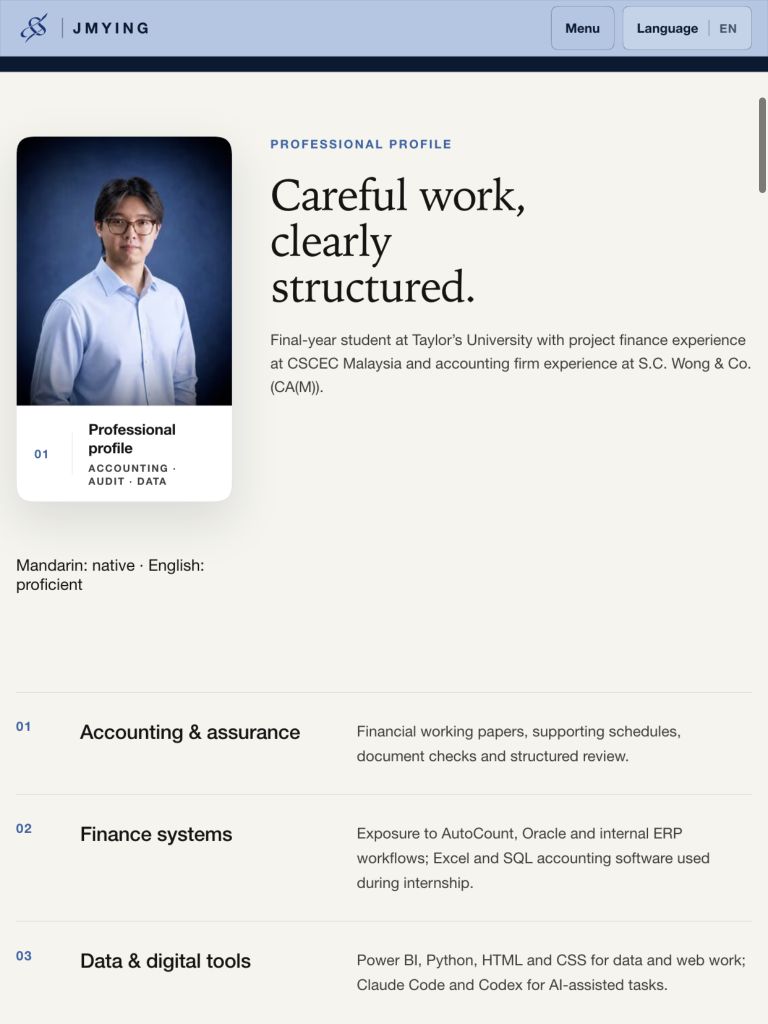 JMYING
Menu
Language EN
PROFESSIONAL PROFILE
Careful work,
clearly
structured.
Final-year student at Taylor’s University with project finance experience
at CSCEC Malaysia and accounting firm experience at S.C. Wong & Co.
(CA(M)).
01
Professional
profile
ACCOUNTING ·
AUDIT · DATA
Mandarin: native · English:
proficient
01
Accounting & assurance
Financial working papers, supporting schedules,
document checks and structured review.
02
Finance systems
Exposure to AutoCount, Oracle and internal ERP
workflows; Excel and SQL accounting software used
during internship.
03
Data & digital tools
Power BI, Python, HTML and CSS for data and web work;
Claude Code and Codex for AI-assisted tasks.